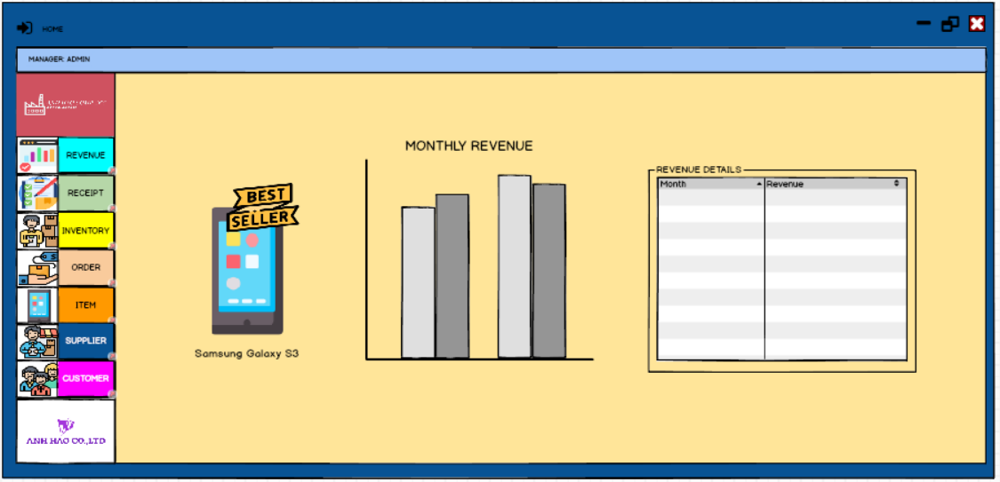 HOME
MANAGER: ADMIN
REVENUE
RECEIPT
INVENTORY
ORDER
ITEM
SUPPLIER
CUSTOMER
ANH HAO CO.,LTD
BEST
SELLER
Samsung Galaxy S3
MONTHLY REVENUE
REVENUE DETAILS
Month Revenue